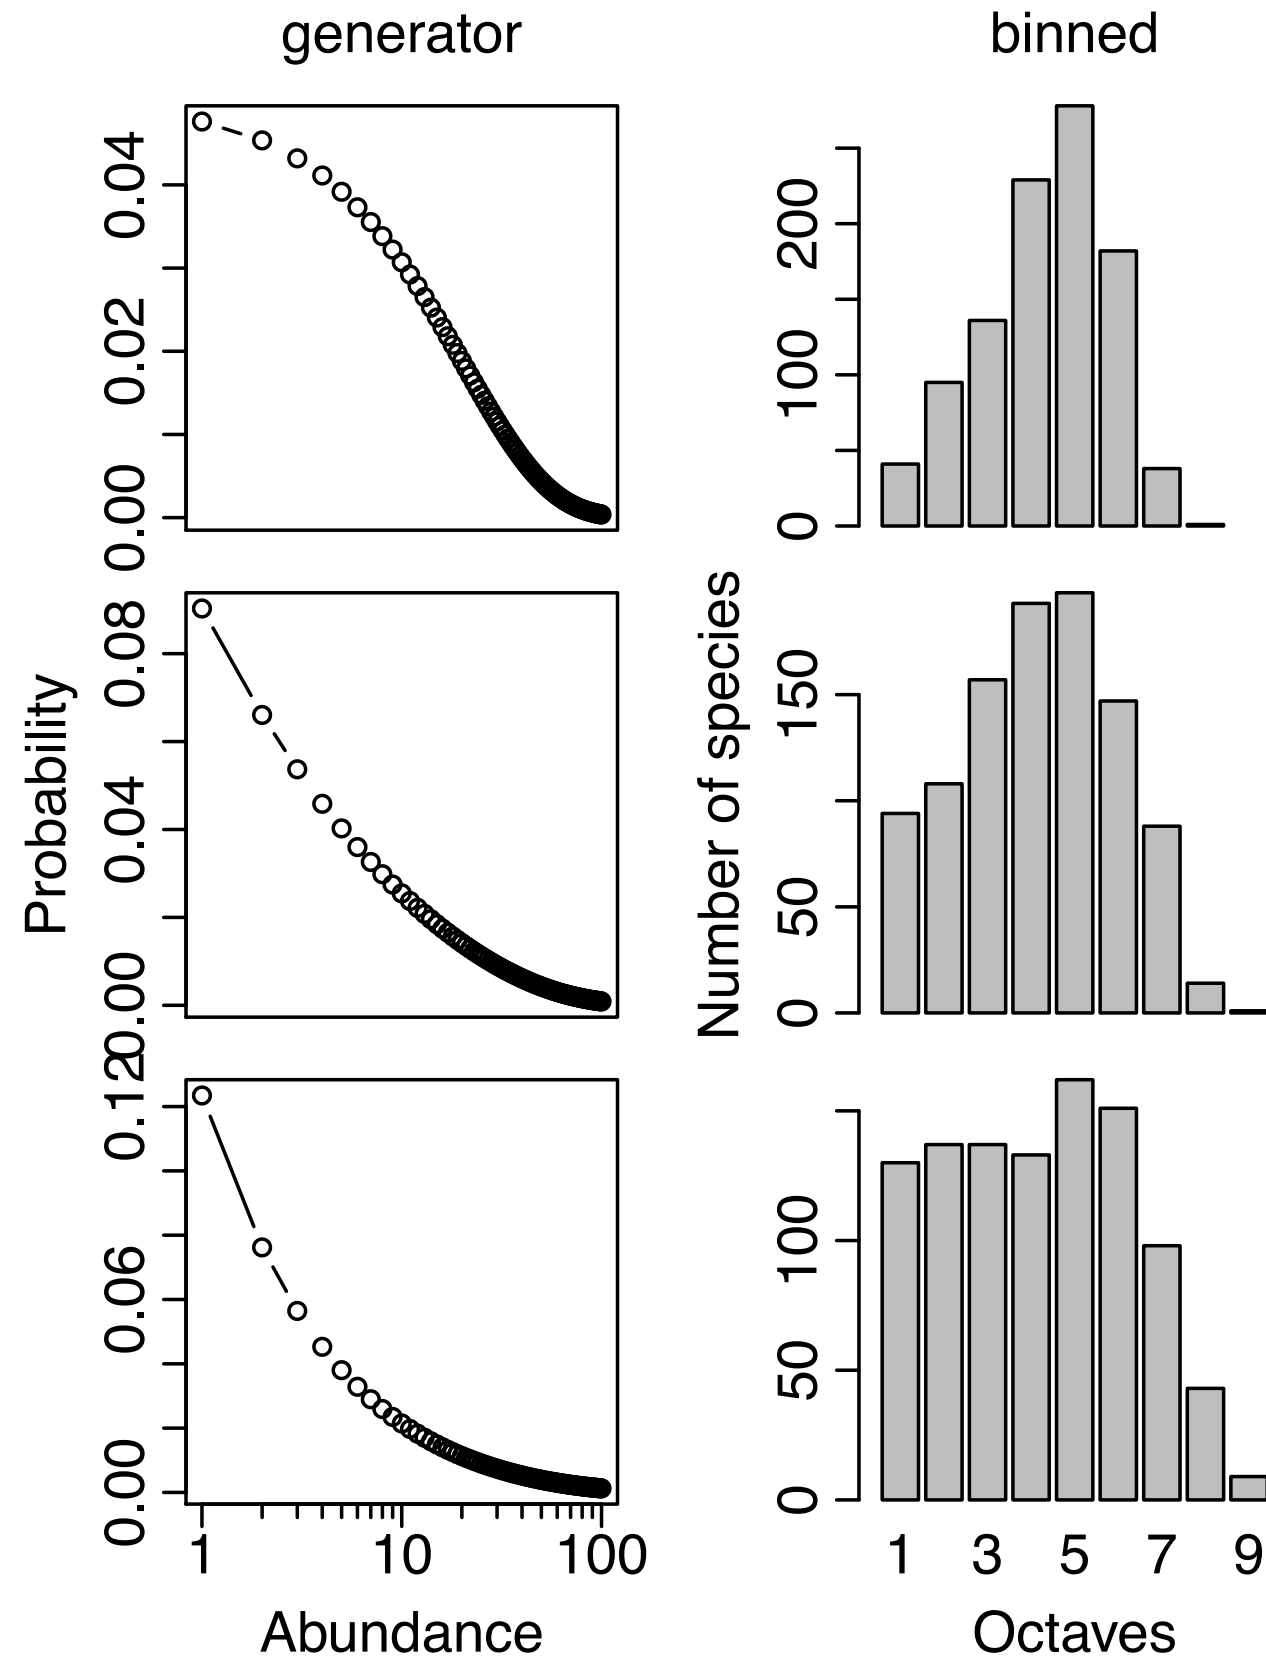 generator
binned
Probability
0.00 0.02 0.04
0.00 0.04 0.08
0.00 0.06 0.12
1 10 100
Abundance
Number of species
0 100 200
0 50 150
0 50 100
1 3 5 7 9
Octaves